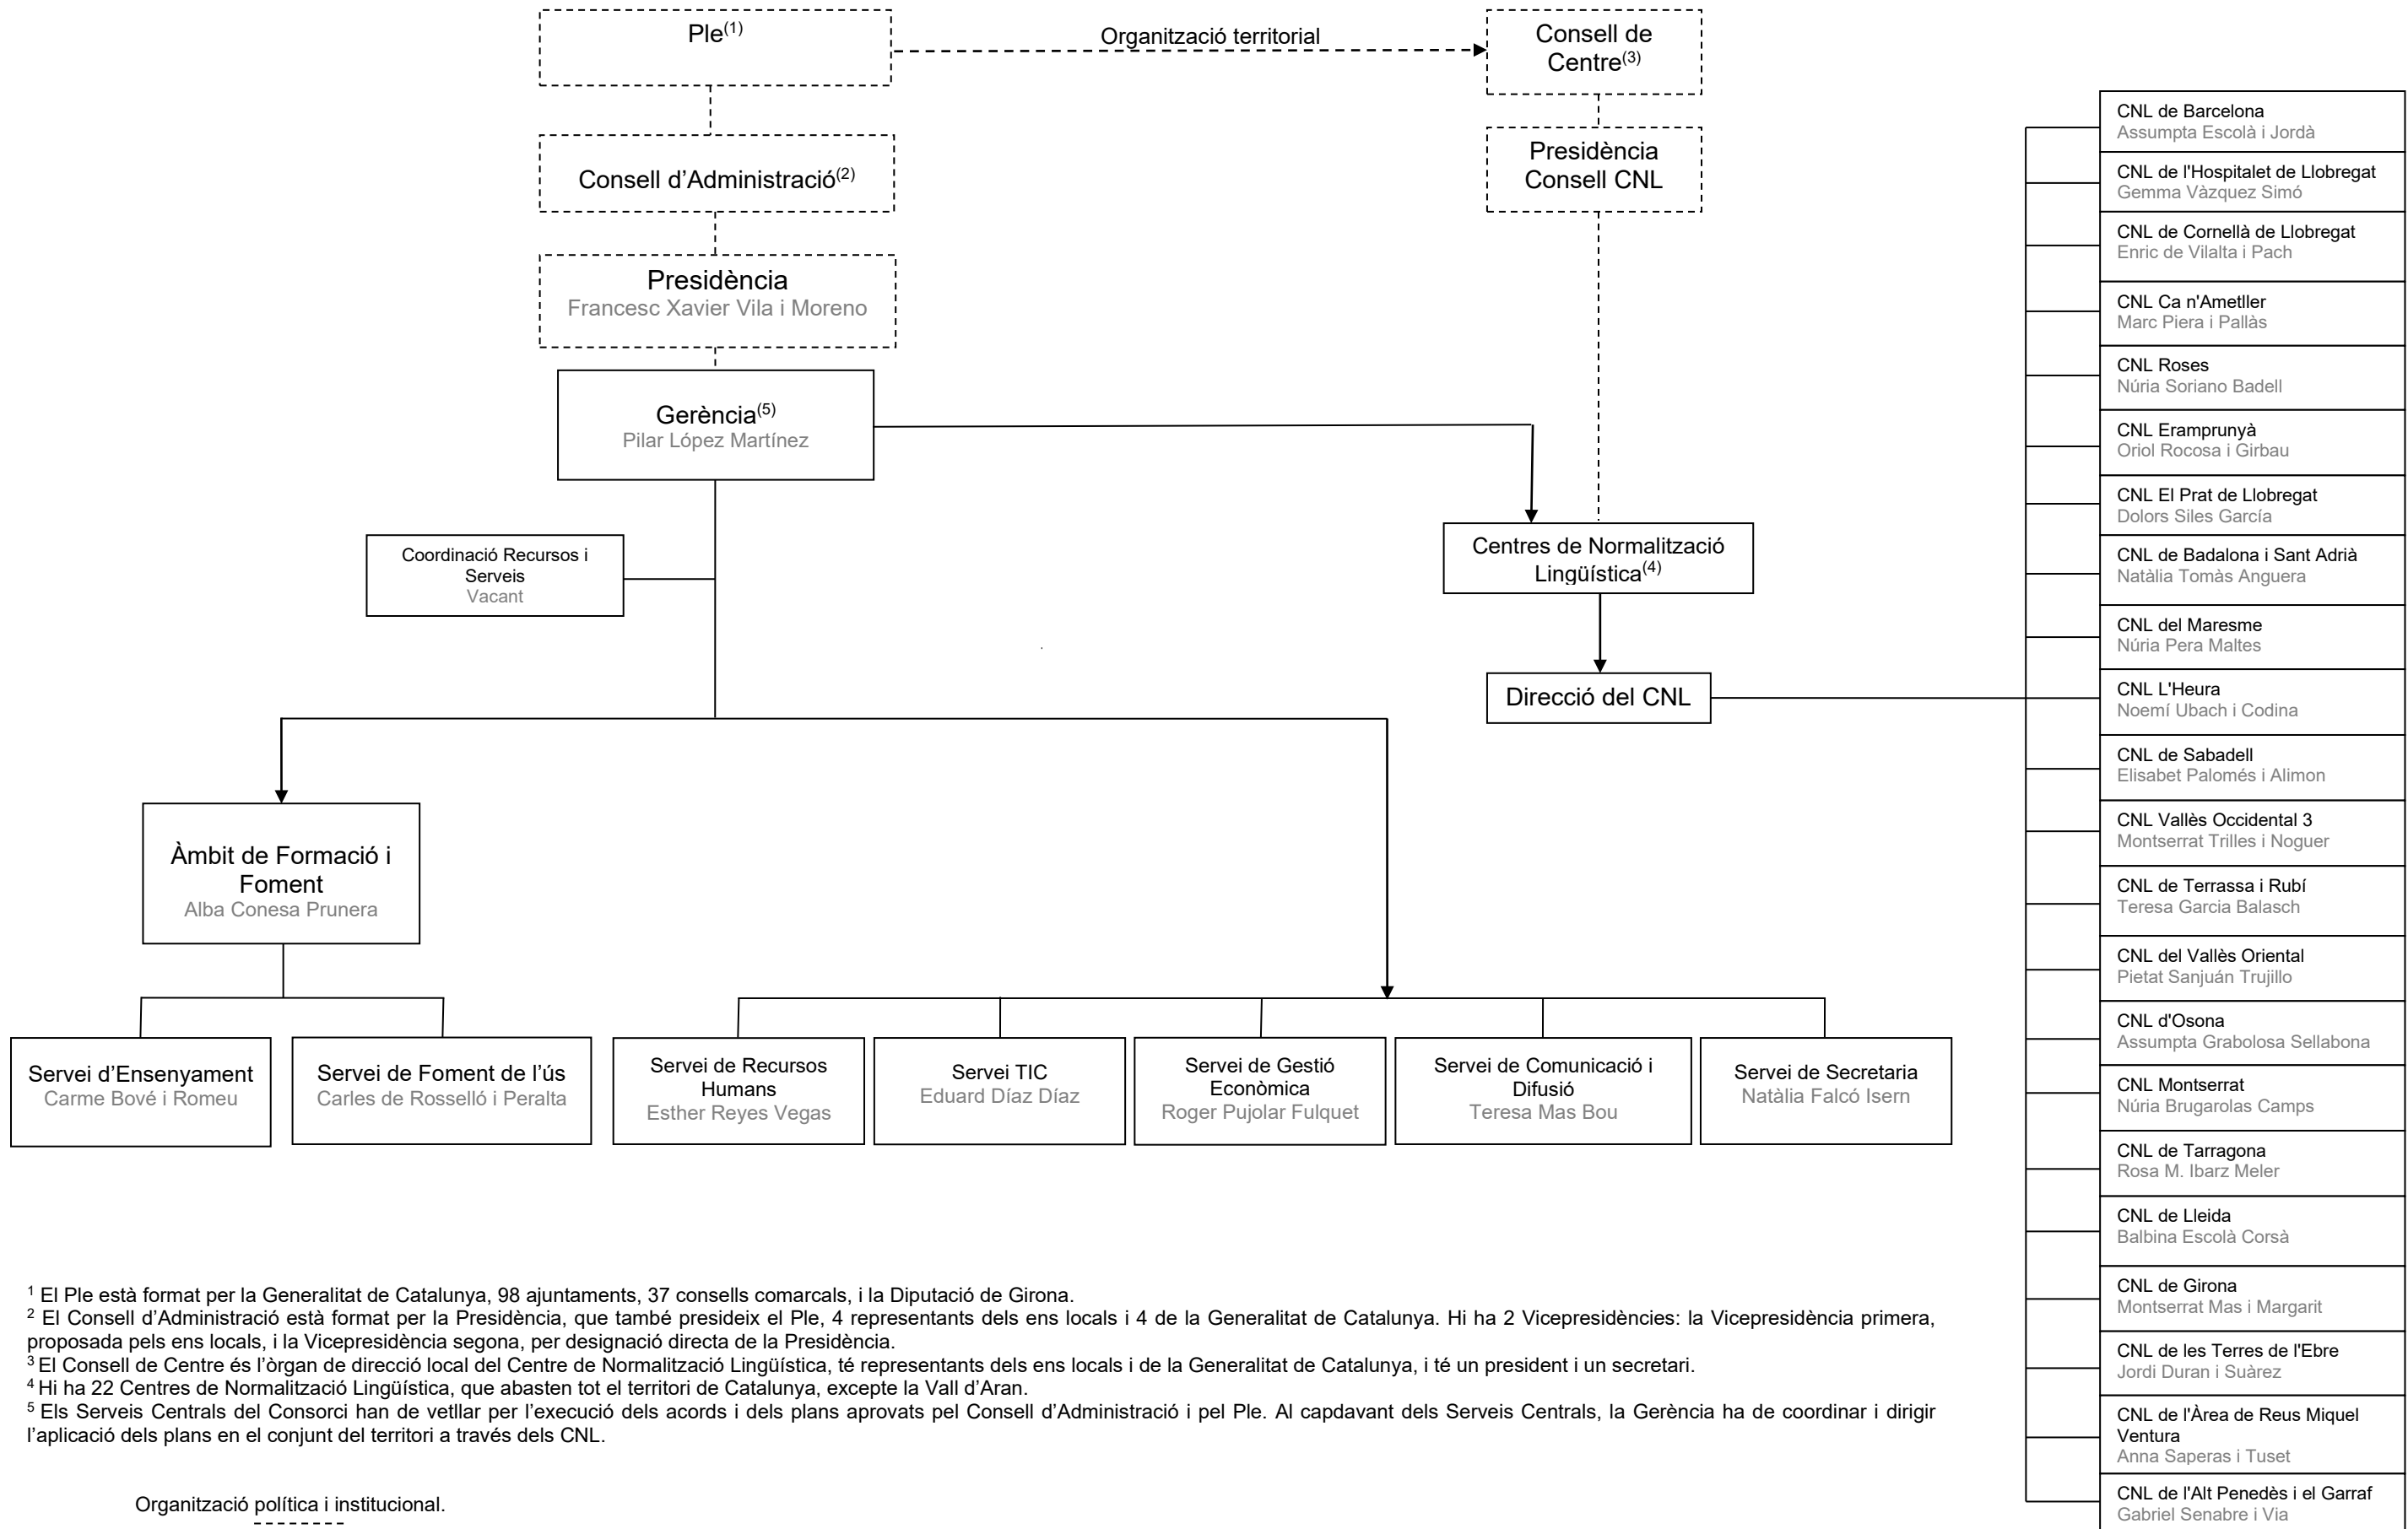 Ple(1)
Organització territorial
Consell de
Centre(3)
Consell d’Administració(2)
Presidència
Consell CNL
Presidència
Francesc Xavier Vila i Moreno
Gerència(5)
Pilar López Martínez
Coordinació Recursos i
Serveis
Vacant
Centres de Normalització
Lingüística(4)
Direcció del CNL
Àmbit de Formació i
Foment
Alba Conesa Prunera
Servei d’Ensenyament
Carme Bové i Romeu
Servei de Foment de l’ús
Carles de Rosselló i Peralta
Servei de Recursos
Humans
Esther Reyes Vegas
Servei TIC
Eduard Díaz Díaz
Servei de Gestió
Econòmica
Roger Pujolar Fulquet
Servei de Comunicació i
Difusió
Teresa Mas Bou
Servei de Secretaria
Natàlia Falcó Isern
CNL de Barcelona
Assumpta Escolà i Jordà
CNL de l'Hospitalet de Llobregat
Gemma Vàzquez Simó
CNL de Cornellà de Llobregat
Enric de Vilalta i Pach
CNL Ca n'Ametller
Marc Piera i Pallàs
CNL Roses
Núria Soriano Badell
CNL Eramprunyà
Oriol Rocosa i Girbau
CNL El Prat de Llobregat
Dolors Siles García
CNL de Badalona i Sant Adrià
Natàlia Tomàs Anguera
CNL del Maresme
Núria Pera Maltes
CNL L'Heura
Noemí Ubach i Codina
CNL de Sabadell
Elisabet Palomés i Alimon
CNL Vallès Occidental 3
Montserrat Trilles i Noguer
CNL de Terrassa i Rubí
Teresa Garcia Balasch
CNL del Vallès Oriental
Pietat Sanjuán Trujillo
CNL d'Osona
Assumpta Grabolosa Sellabona
CNL Montserrat
Núria Brugarolas Camps
CNL de Tarragona
Rosa M. Ibarz Meler
CNL de Lleida
Balbina Escolà Corsà
CNL de Girona
Montserrat Mas i Margarit
CNL de les Terres de l'Ebre
Jordi Duran i Suàrez
CNL de l'Àrea de Reus Miquel
Ventura
Anna Saperas i Tuset
CNL de l'Alt Penedès i el Garraf
Gabriel Senabre i Via
1 El Ple està format per la Generalitat de Catalunya, 98 ajuntaments, 37 consells comarcals, i la Diputació de Girona.
2 El Consell d’Administració està format per la Presidència, que també presideix el Ple, 4 representants dels ens locals i 4 de la Generalitat de Catalunya. Hi ha 2 Vicepresidències: la Vicepresidència primera,
proposada pels ens locals, i la Vicepresidència segona, per designació directa de la Presidència.
3 El Consell de Centre és l’òrgan de direcció local del Centre de Normalització Lingüística, té representants dels ens locals i de la Generalitat de Catalunya, i té un president i un secretari.
4 Hi ha 22 Centres de Normalització Lingüística, que abasten tot el territori de Catalunya, excepte la Vall d’Aran.
5 Els Serveis Centrals del Consorci han de vetllar per l’execució dels acords i dels plans aprovats pel Consell d’Administració i pel Ple. Al capdavant dels Serveis Centrals, la Gerència ha de coordinar i dirigir
l’aplicació dels plans en el conjunt del territori a través dels CNL.
Organització política i institucional.